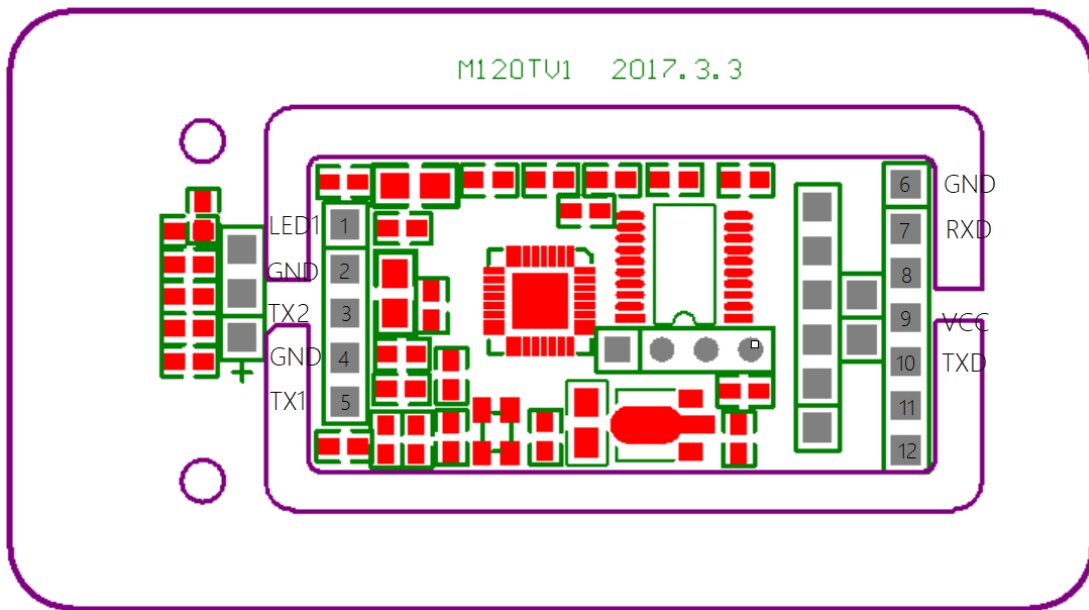 M120TV1 2017.3.3
LED1 1
GND 2
TX2 3
GND 4
TX1 5
+
6 GND
7 RXD
8
9 VCC
10 TXD
11
12